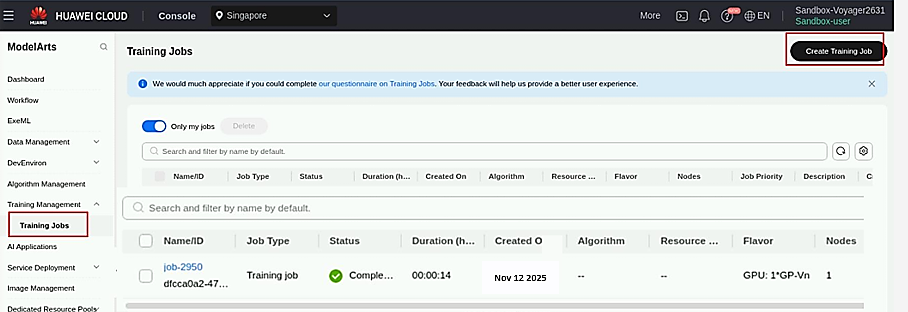 HUAWEI
HUAWEI CLOUD Console Singapore More NEW EN Sandbox-Voyager2631
Sandbox-user
ModelArts
Training Jobs
Create Training Job
Dashboard
Workflow
ExeML
Data Management
DevEnviron
Algorithm Management
Training Management
Training Jobs
AI Applications
Service Deployment
Image Management
Dedicated Resource Pools
We would much appreciate if you could complete our questionnaire on Training Jobs. Your feedback will help us provide a better user experience.
Only my jobs Delete
Search and filter by name by default.
Name/ID Job Type Status Duration (h... Created On Algorithm Resource ... Flavor Nodes Job Priority Description C
Search and filter by name by default.
Name/ID Job Type Status Duration (h... Created O Algorithm Resource ... Flavor Nodes
job-2950
dfcca0a2-47... Training job Comple... 00:00:14 Nov 12 2025 -- -- GPU: 1*GP-Vn 1